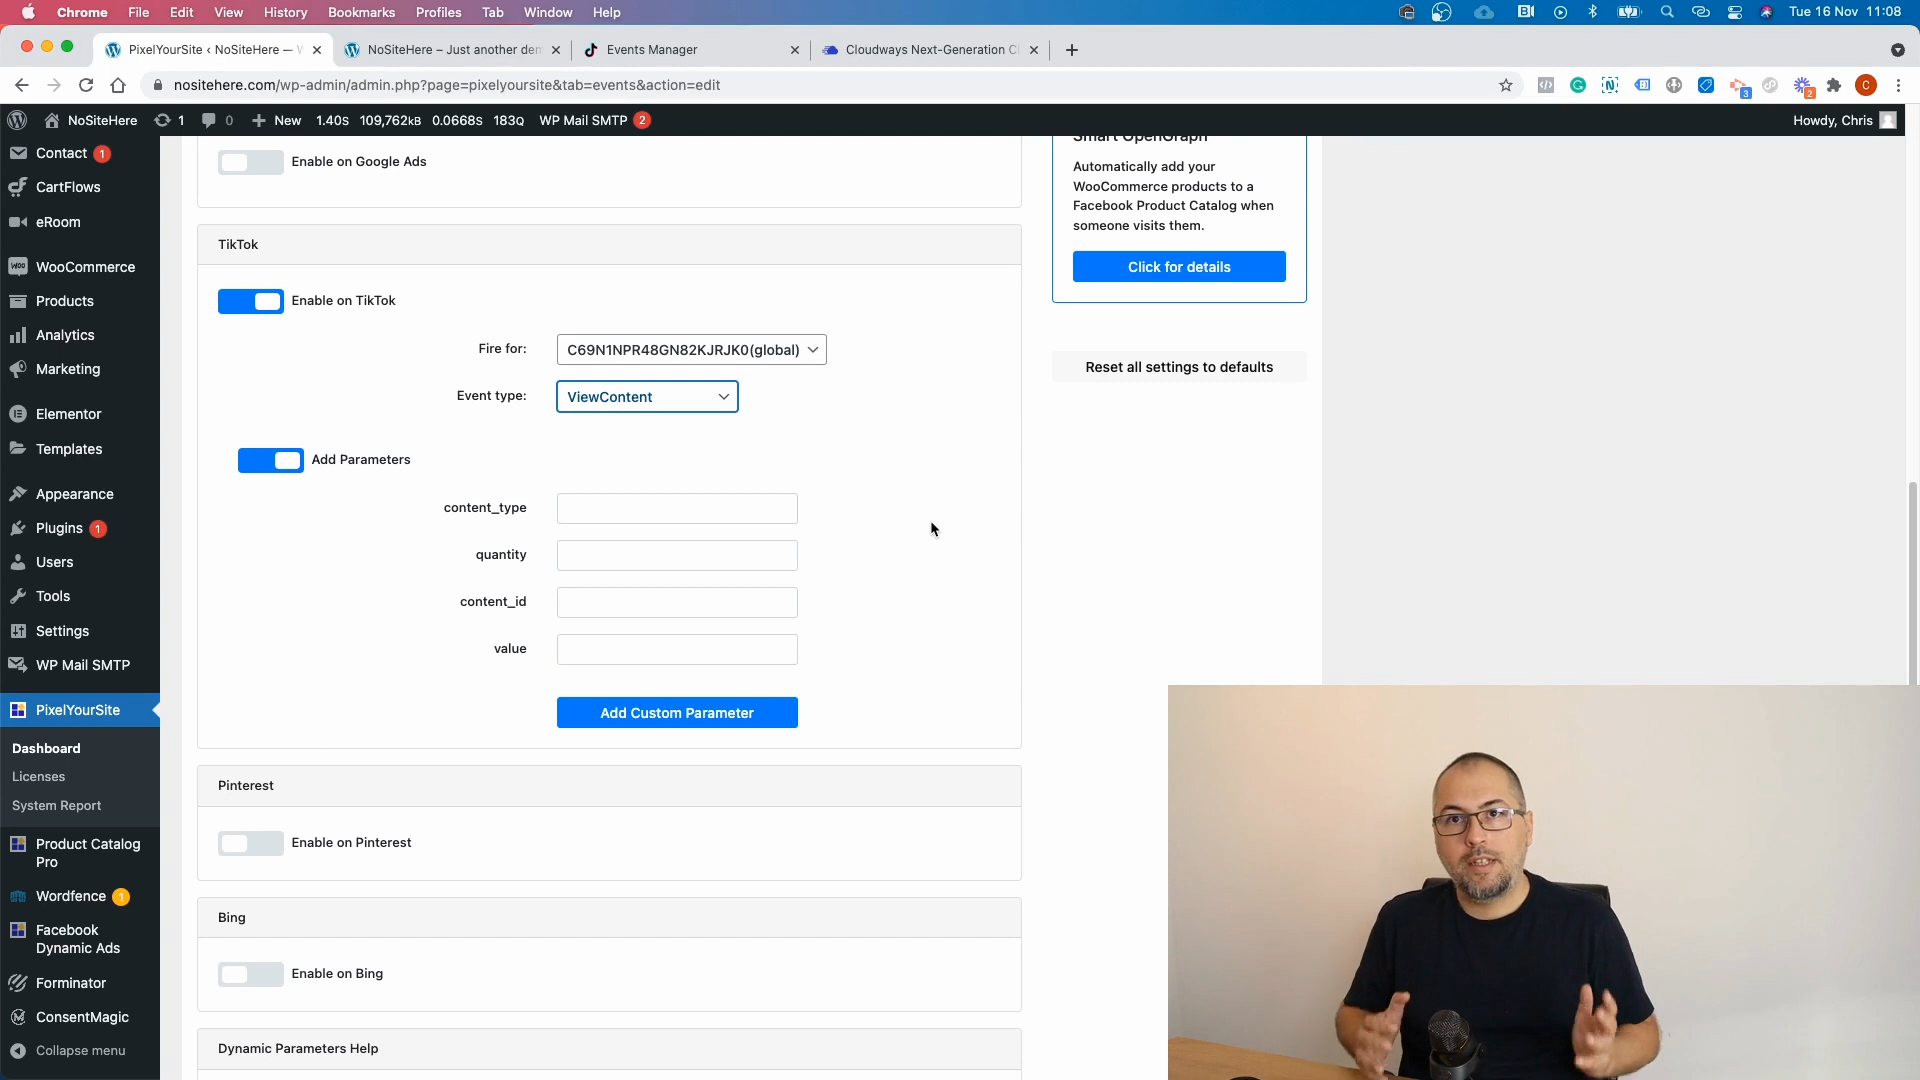 Chrome File Edit View History Bookmarks Profiles Tab Window Help
Tue 16 Nov 11:08
PixelYourSite ‹ NoSiteHere —
NoSiteHere – Just another
Events Manager
Cloudways Next-Generation
nositehere.com/wp-admin/admin.php?page=pixelyoursite&tab=events&action=edit
3
2
C
NoSiteHere 1 0 New 1.40S 109,762KB 0.0668S 183Q WP Mail SMTP 2
Howdy, Chris
Contact 1
CartFlows
eRoom
WooCommerce
Products
Analytics
Marketing
Elementor
Templates
Appearance
Plugins 1
Users
Tools
Settings
WP Mail SMTP
PixelYourSite
Dashboard
Licenses
System Report
Product Catalog
Pro
Wordfence 1
Facebook
Dynamic Ads
Forminator
ConsentMagic
Collapse menu
Enable on Google Ads
TikTok
Enable on TikTok
Fire for:
C69N1NPR48GN82KJRJK0(global)
Event type:
ViewContent
Add Parameters
content_type
quantity
content_id
value
Add Custom Parameter
Pinterest
Enable on Pinterest
Bing
Enable on Bing
Dynamic Parameters Help
Smart OpenGraph
Automatically add your
WooCommerce products to a
Facebook Product Catalog when
someone visits them.
Click for details
Reset all settings to defaults